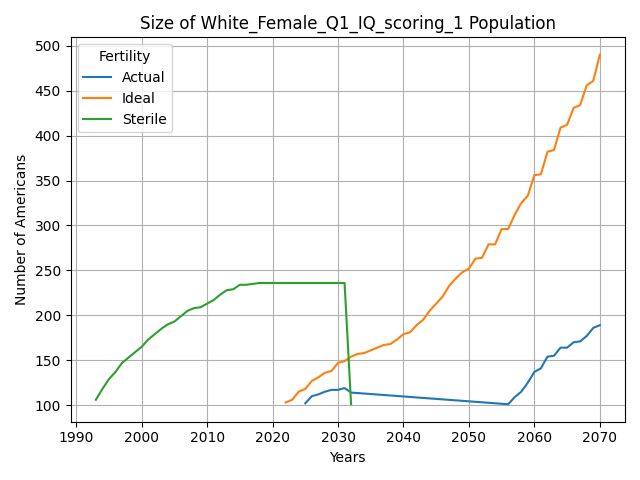 Size of White_Female_Q1_IQ_scoring_1 Population
Number of Americans
500
450
400
350
300
250
200
150
100
Fertility
Actual
Ideal
Sterile
1990 2000 2010 2020 2030 2040 2050 2060 2070
Years